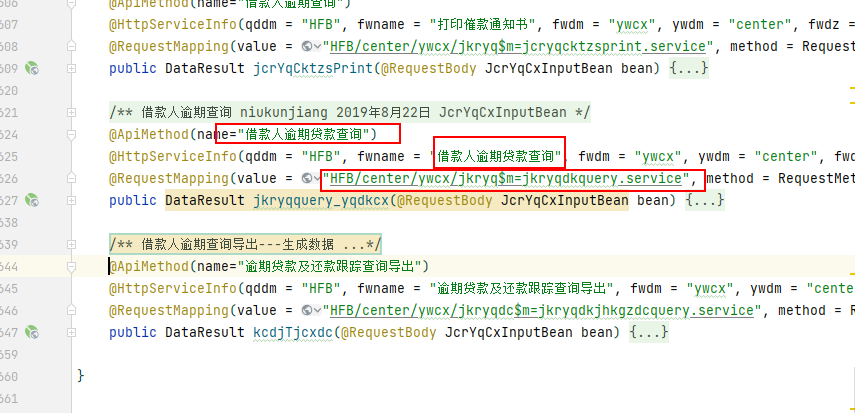 606 @ApiMethod(name="借款人逾期查询")
607 @HttpServiceInfo(qddm = "HFB", fwname = "打印催款通知书", fwdm = "ywcx", ywdm = "center", fwdz =
608 @RequestMapping(value = "HFB/center/ywcx/jkryq$m=jcryqcktzsprint.service", method = Request
609 public DataResult jcrYqCktzsPrint(@RequestBody JcrYqCxInputBean bean) {...}
620
621 /** 借款人逾期查询 niukunjiang 2019年8月22日 JcrYqCxInputBean */
624 @ApiMethod(name="借款人逾期贷款查询")
625 @HttpServiceInfo(qddm = "HFB", fwname = "借款人逾期贷款查询", fwdm = "ywcx", ywdm = "center", fwd
626 @RequestMapping(value = "HFB/center/ywcx/jkryq$m=jkryqdkquery.service", method = RequestMet
627 public DataResult jkryqquery_yqdkcx(@RequestBody JcrYqCxInputBean bean) {...}
638
639 /** 借款人逾期查询导出---生成数据 ...*/
644 @ApiMethod(name="逾期贷款及还款跟踪查询导出")
645 @HttpServiceInfo(qddm = "HFB", fwname = "逾期贷款及还款跟踪查询导出", fwdm = "ywcx", ywdm = "cente
646 @RequestMapping(value = "HFB/center/ywcx/jkryqdc$m=jkryqdkjhkgzdcquery.service", method = R
647 public DataResult kcdjTjcxdc(@RequestBody JcrYqCxInputBean bean) {...}
659
660 }
661